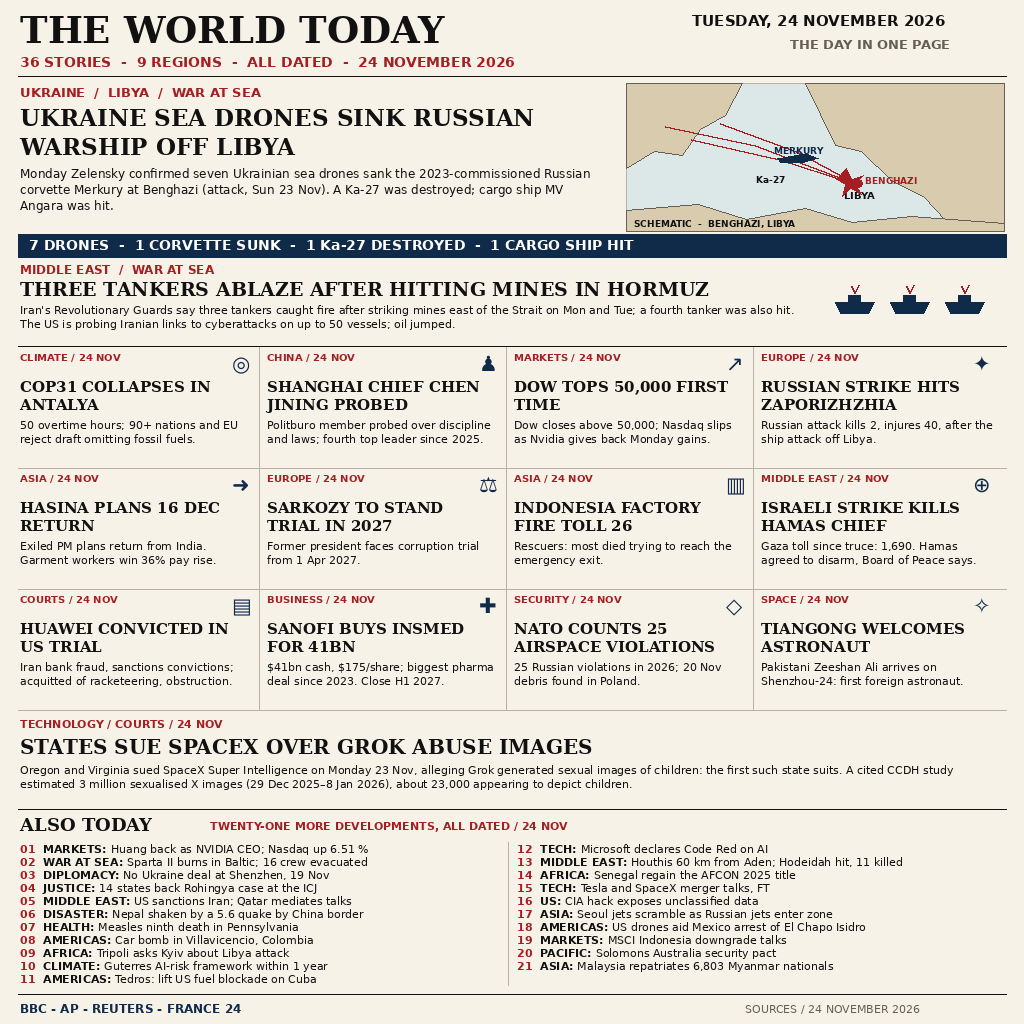 THE WORLD TODAY
TUESDAY, 24 NOVEMBER 2026
THE DAY IN ONE PAGE
36 STORIES - 9 REGIONS - ALL DATED - 24 NOVEMBER 2026
UKRAINE / LIBYA / WAR AT SEA
UKRAINE SEA DRONES SINK RUSSIAN
WARSHIP OFF LIBYA
Monday Zelensky confirmed seven Ukrainian sea drones sank the 2023-commissioned Russian
corvette Merkury at Benghazi (attack, Sun 23 Nov). A Ka-27 was destroyed; cargo ship MV
Angara was hit.
MERKURY
Ka-27
BENGHAZI
LIBYA
SCHEMATIC - BENGHAZI, LIBYA
7 DRONES - 1 CORVETTE SUNK - 1 Ka-27 DESTROYED - 1 CARGO SHIP HIT
MIDDLE EAST / WAR AT SEA
THREE TANKERS ABLAZE AFTER HITTING MINES IN HORMUZ
Iran's Revolutionary Guards say three tankers caught fire after striking mines east of the Strait on Mon and Tue; a fourth tanker was also hit.
The US is probing Iranian links to cyberattacks on up to 50 vessels; oil jumped.
CLIMATE / 24 NOV
COP31 COLLAPSES IN
ANTALYA
50 overtime hours; 90+ nations and EU
reject draft omitting fossil fuels.
CHINA / 24 NOV
SHANGHAI CHIEF CHEN
JINING PROBED
Politburo member probed over discipline
and laws; fourth top leader since 2025.
MARKETS / 24 NOV
DOW TOPS 50,000 FIRST
TIME
Dow closes above 50,000; Nasdaq slips
as Nvidia gives back Monday gains.
EUROPE / 24 NOV
RUSSIAN STRIKE HITS
ZAPORIZHZHIA
Russian attack kills 2, injures 40, after the
ship attack off Libya.
ASIA / 24 NOV
HASINA PLANS 16 DEC
RETURN
Exiled PM plans return from India.
Garment workers win 36% pay rise.
EUROPE / 24 NOV
SARKOZY TO STAND
TRIAL IN 2027
Former president faces corruption trial
from 1 Apr 2027.
ASIA / 24 NOV
INDONESIA FACTORY
FIRE TOLL 26
Rescuers: most died trying to reach the
emergency exit.
MIDDLE EAST / 24 NOV
ISRAELI STRIKE KILLS
HAMAS CHIEF
Gaza toll since truce: 1,690. Hamas
agreed to disarm, Board of Peace says.
COURTS / 24 NOV
HUAWEI CONVICTED IN
US TRIAL
Iran bank fraud, sanctions convictions;
acquitted of racketeering, obstruction.
BUSINESS / 24 NOV
SANOFI BUYS INSMED
FOR 41BN
$41bn cash, $175/share; biggest pharma
deal since 2023. Close H1 2027.
SECURITY / 24 NOV
NATO COUNTS 25
AIRSPACE VIOLATIONS
25 Russian violations in 2026; 20 Nov
debris found in Poland.
SPACE / 24 NOV
TIANGONG WELCOMES
ASTRONAUT
Pakistani Zeeshan Ali arrives on
Shenzhou-24: first foreign astronaut.
TECHNOLOGY / COURTS / 24 NOV
STATES SUE SPACEX OVER GROK ABUSE IMAGES
Oregon and Virginia sued SpaceX Super Intelligence on Monday 23 Nov, alleging Grok generated sexual images of children: the first such state suits. A cited CCDH study
estimated 3 million sexualised X images (29 Dec 2025–8 Jan 2026), about 23,000 appearing to depict children.
ALSO TODAY
TWENTY-ONE MORE DEVELOPMENTS, ALL DATED / 24 NOV
01 MARKETS: Huang back as NVIDIA CEO; Nasdaq up 6.51 %
02 WAR AT SEA: Sparta II burns in Baltic; 16 crew evacuated
03 DIPLOMACY: No Ukraine deal at Shenzhen, 19 Nov
04 JUSTICE: 14 states back Rohingya case at the ICJ
05 MIDDLE EAST: US sanctions Iran; Qatar mediates talks
06 DISASTER: Nepal shaken by a 5.6 quake by China border
07 HEALTH: Measles ninth death in Pennsylvania
08 AMERICAS: Car bomb in Villavicencio, Colombia
09 AFRICA: Tripoli asks Kyiv about Libya attack
10 CLIMATE: Guterres AI-risk framework within 1 year
11 AMERICAS: Tedros: lift US fuel blockade on Cuba
12 TECH: Microsoft declares Code Red on AI
13 MIDDLE EAST: Houthis 60 km from Aden; Hodeidah hit, 11 killed
14 AFRICA: Senegal regain the AFCON 2025 title
15 TECH: Tesla and SpaceX merger talks, FT
16 US: CIA hack exposes unclassified data
17 ASIA: Seoul jets scramble as Russian jets enter zone
18 AMERICAS: US drones aid Mexico arrest of El Chapo Isidro
19 MARKETS: MSCI Indonesia downgrade talks
20 PACIFIC: Solomons Australia security pact
21 ASIA: Malaysia repatriates 6,803 Myanmar nationals
BBC - AP - REUTERS - FRANCE 24
SOURCES / 24 NOVEMBER 2026